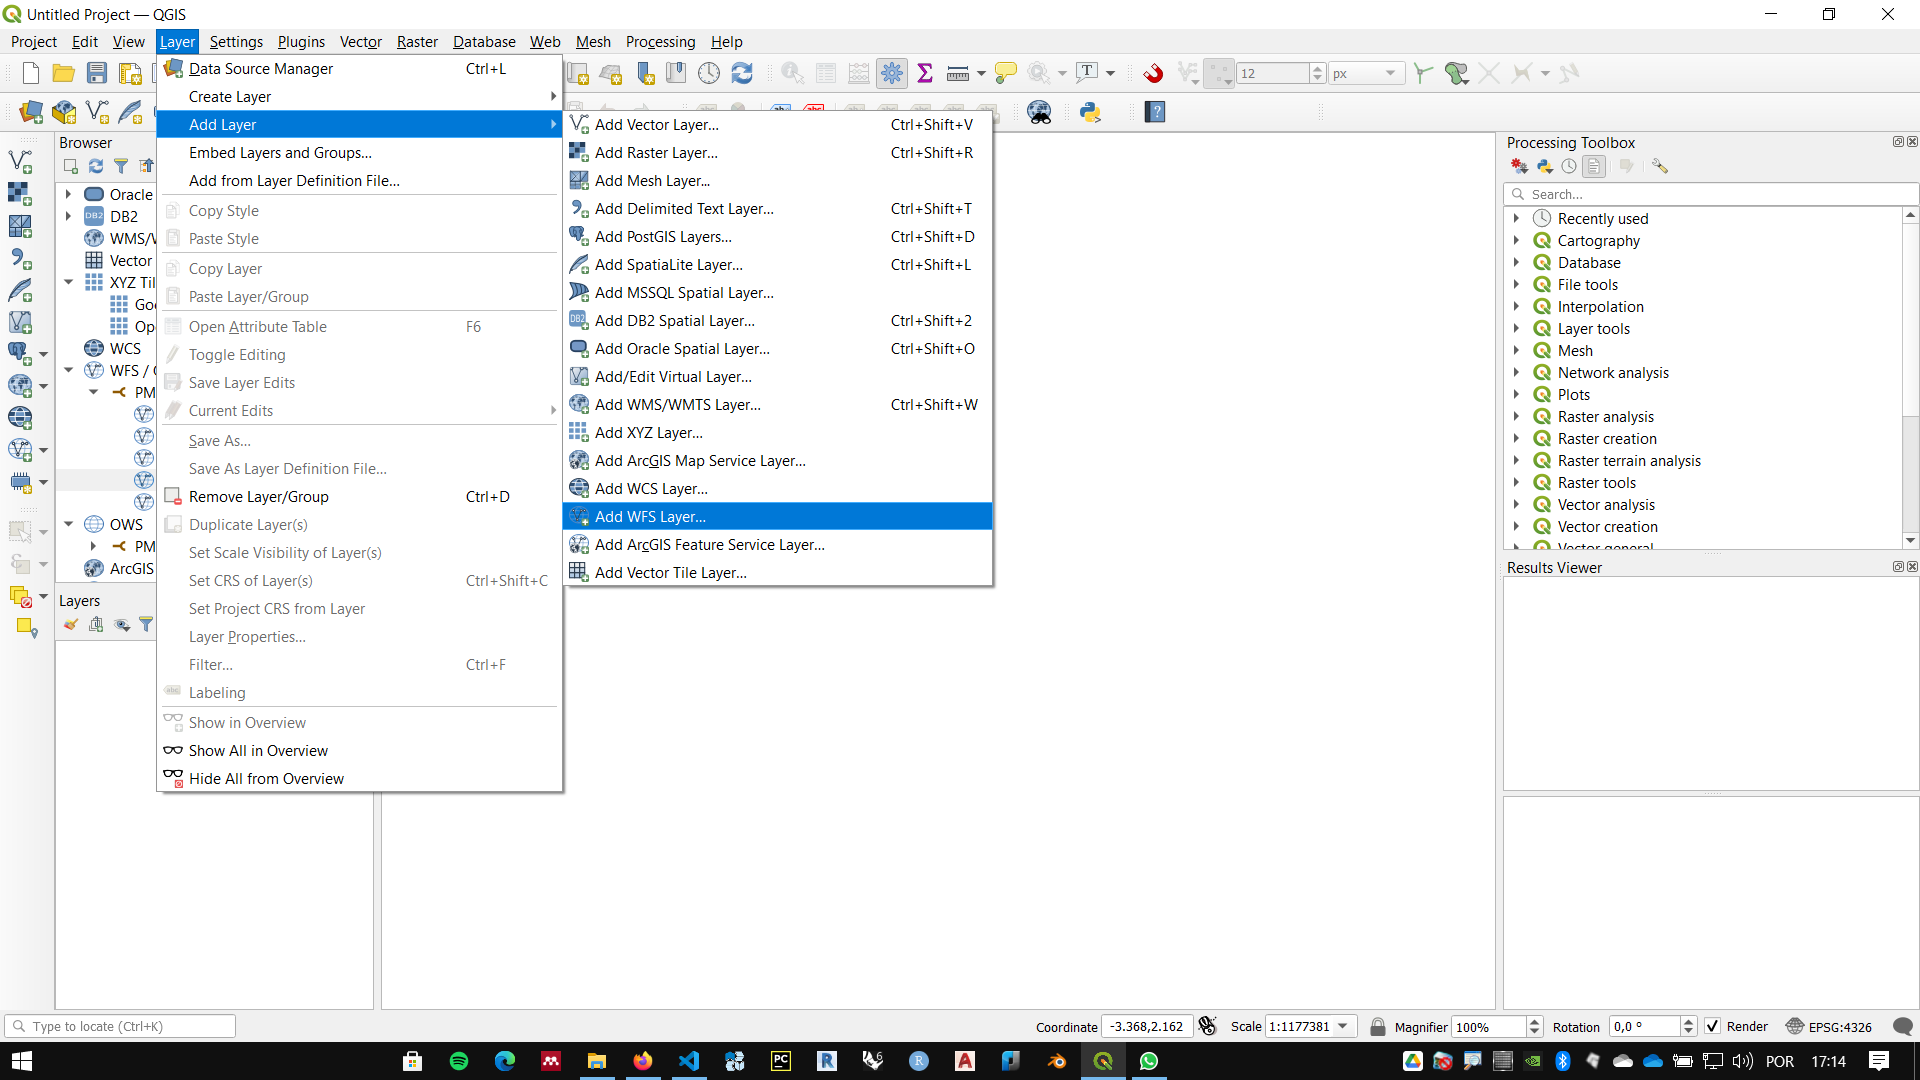 Untitled Project — QGIS
Project Edit View Layer Settings Plugins Vector Raster Database Web Mesh Processing Help
12 px
Data Source Manager Ctrl+L
Create Layer
Add Layer
Embed Layers and Groups...
Add from Layer Definition File...
Copy Style
Paste Style
Copy Layer
Paste Layer/Group
Open Attribute Table F6
Toggle Editing
Save Layer Edits
Current Edits
Save As...
Save As Layer Definition File...
Remove Layer/Group Ctrl+D
Duplicate Layer(s)
Set Scale Visibility of Layer(s)
Set CRS of Layer(s) Ctrl+Shift+C
Set Project CRS from Layer
Layer Properties...
Filter... Ctrl+F
Labeling
Show in Overview
Show All in Overview
Hide All from Overview
Add Vector Layer... Ctrl+Shift+V
Add Raster Layer... Ctrl+Shift+R
Add Mesh Layer...
Add Delimited Text Layer... Ctrl+Shift+T
Add PostGIS Layers... Ctrl+Shift+D
Add SpatiaLite Layer... Ctrl+Shift+L
Add MSSQL Spatial Layer...
Add DB2 Spatial Layer... Ctrl+Shift+2
Add Oracle Spatial Layer... Ctrl+Shift+O
Add/Edit Virtual Layer...
Add WMS/WMTS Layer... Ctrl+Shift+W
Add XYZ Layer...
Add ArcGIS Map Service Layer...
Add WCS Layer...
Add WFS Layer...
Add ArcGIS Feature Service Layer...
Add Vector Tile Layer...
Browser
Oracle
DB2
WMS/
Vector
XYZ Til
Go
Op
WCS
WFS /
PM
OWS
PM
ArcGIS
Layers
Processing Toolbox
Search...
Recently used
Cartography
Database
File tools
Interpolation
Layer tools
Mesh
Network analysis
Plots
Raster analysis
Raster creation
Raster terrain analysis
Raster tools
Vector analysis
Vector creation
Vector general
Results Viewer
Type to locate (Ctrl+K)
Coordinate -3.368,2.162 Scale 1:1177381 Magnifier 100% Rotation 0,0 ° Render EPSG:4326
POR 17:14